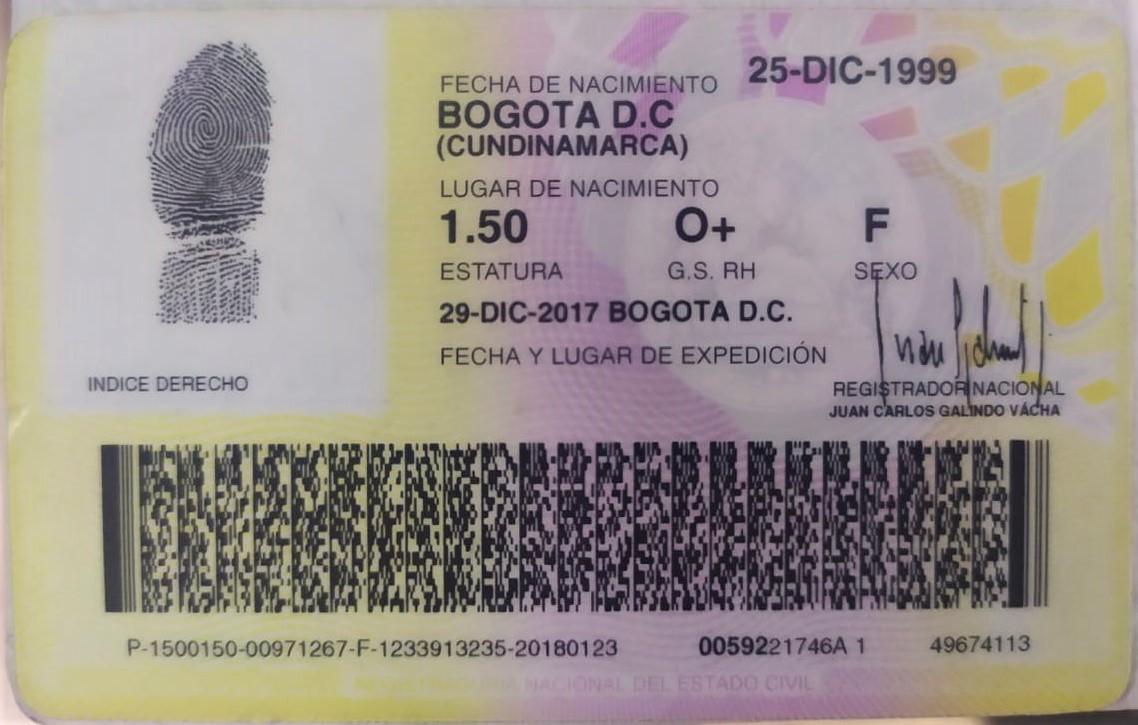 FECHA DE NACIMIENTO 25-DIC-1999
BOGOTA D.C
(CUNDINAMARCA)
LUGAR DE NACIMIENTO
1.50 O+ F
ESTATURA G.S. RH SEXO
29-DIC-2017 BOGOTA D.C.
FECHA Y LUGAR DE EXPEDICIÓN
INDICE DERECHO
REGISTRADOR NACIONAL
JUAN CARLOS GALINDO VÁCHA
P-1500150-00971267-F-1233913235-20180123 0059221746A 1 49674113
REGISTRADURIA NACIONAL DEL ESTADO CIVIL